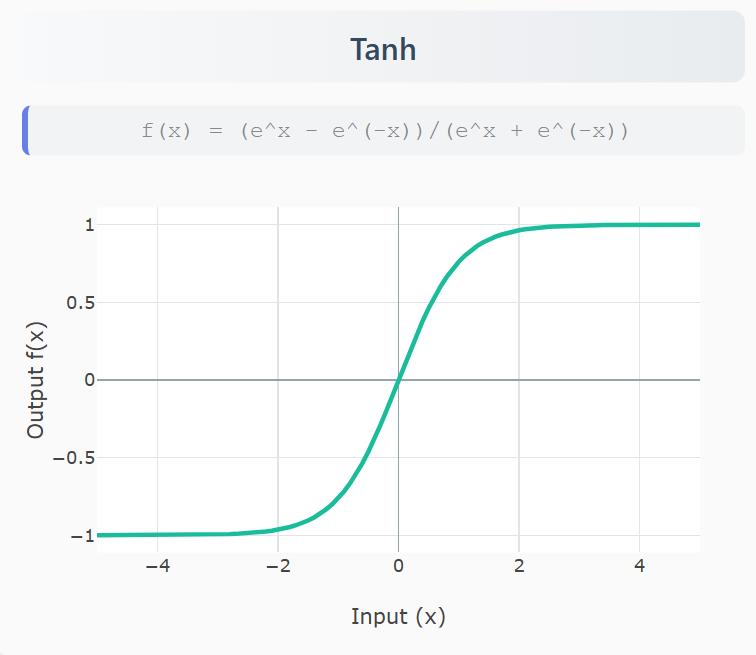 Tanh
f(x) = (e^x - e^(-x))/(e^x + e^(-x))
1
0.5
0
−0.5
−1
Output f(x)
−4
−2
0
2
4
Input (x)